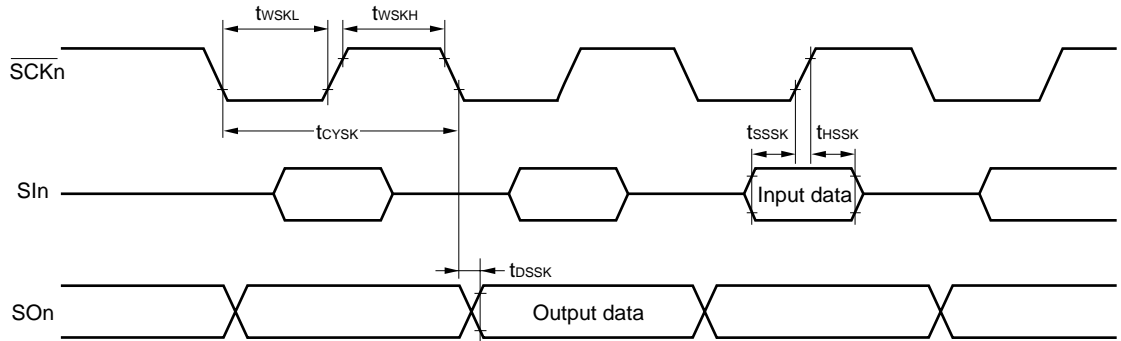 tWSKL
tWSKH
SCKn
tCYSK
tSSSK
tHSSK
SIn
Input data
tDSSK
SOn
Output data